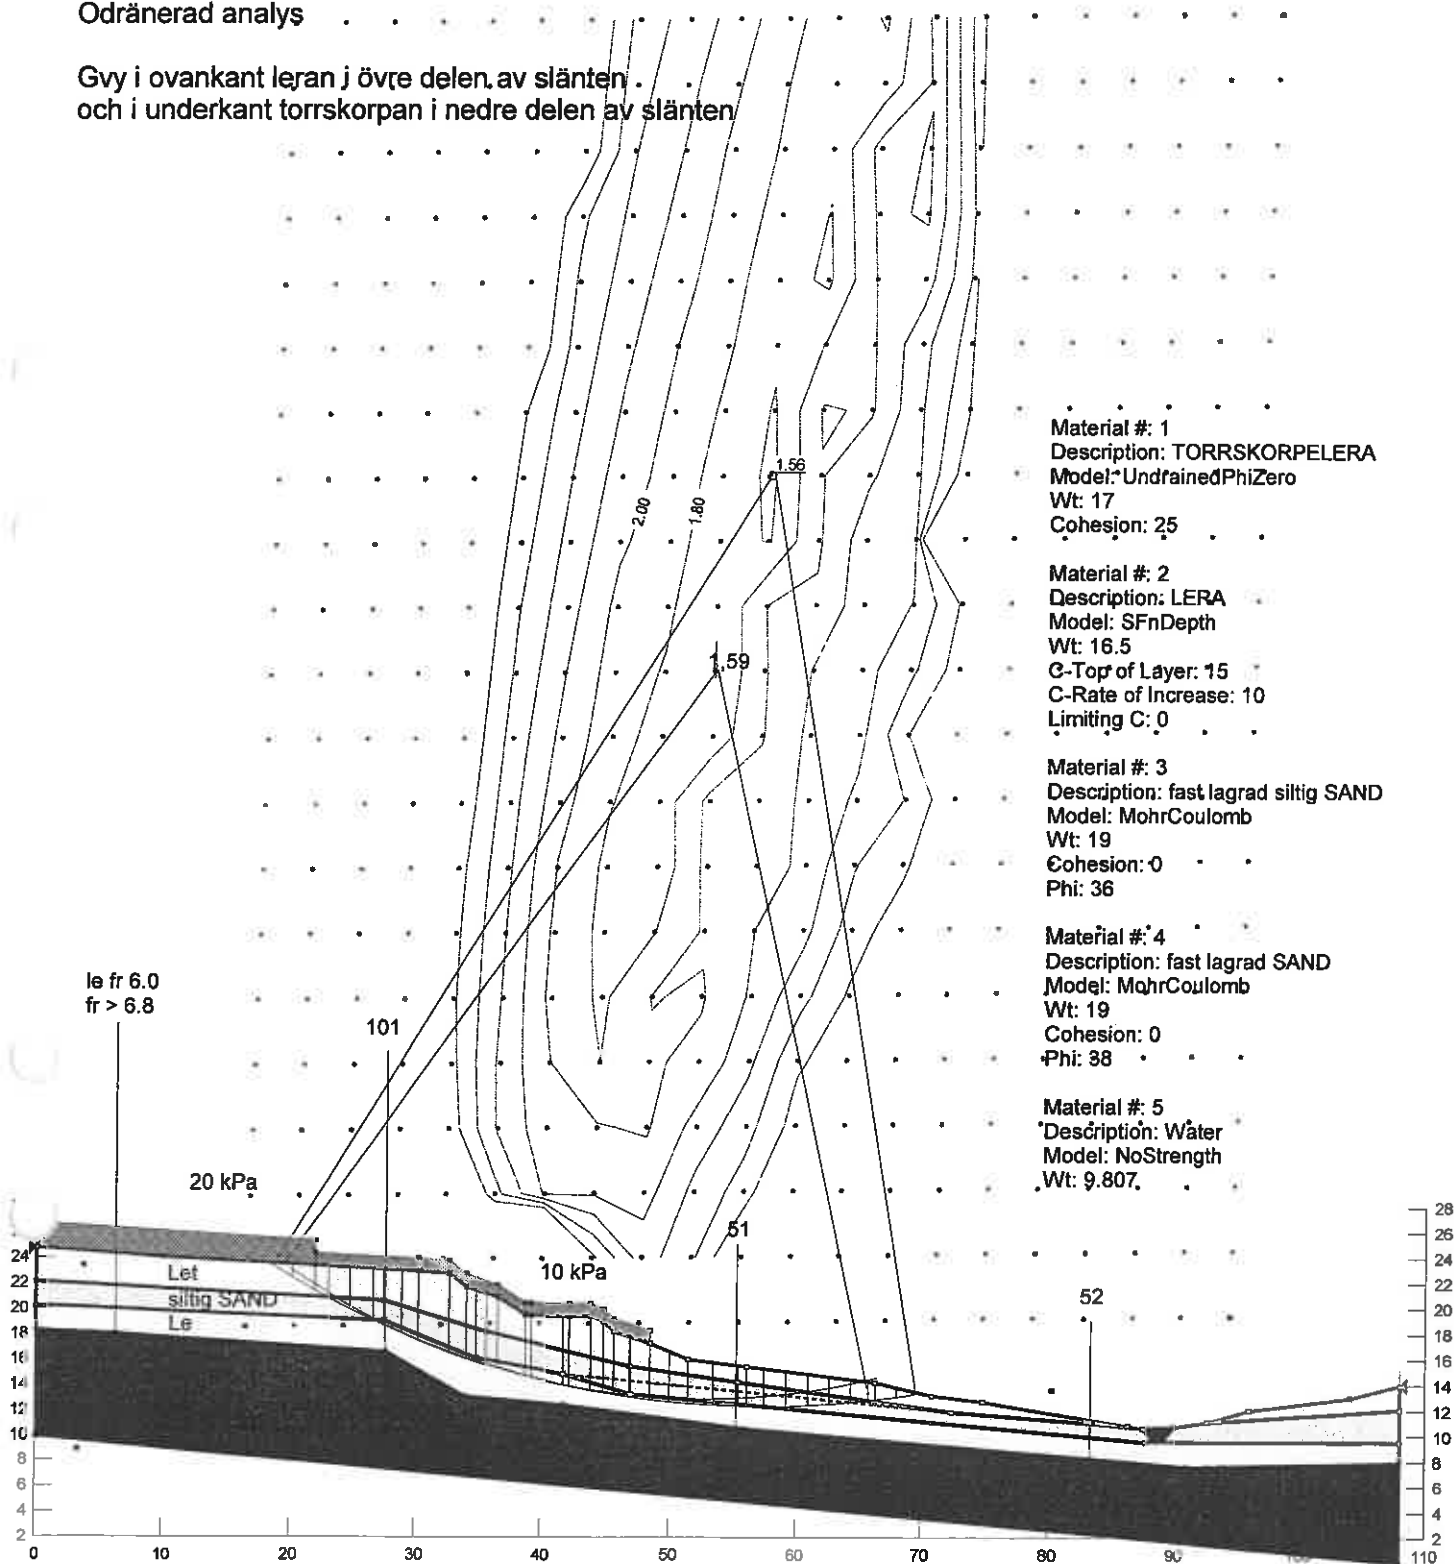 Odränerad analys
Gvy i ovankant leran i övre delen av slänten
och i underkant torrskorpan i nedre delen av slänten
1.56
2.00
1.80
1.59
Material #: 1
Description: TORRSKORPELERA
Model: UndrainedPhiZero
Wt: 17
Cohesion: 25
Material #: 2
Description: LERA
Model: SFnDepth
Wt: 16.5
C-Top of Layer: 15
C-Rate of Increase: 10
Limiting C: 0
Material #: 3
Description: fast lagrad siltig SAND
Model: MohrCoulomb
Wt: 19
Cohesion: 0
Phi: 36
Material #: 4
Description: fast lagrad SAND
Model: MohrCoulomb
Wt: 19
Cohesion: 0
Phi: 38
Material #: 5
Description: Water
Model: NoStrength
Wt: 9.807
le fr 6.0
fr > 6.8
101
20 kPa
51
10 kPa
52
Let
siltig SAND
Le
24
22
20
18
16
14
12
10
8
6
4
2
28
26
24
22
20
18
16
14
12
10
8
6
4
2
0 10 20 30 40 50 60 70 80 90 110